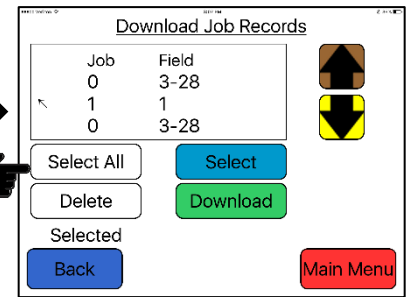 Download Job Records
Job Field
0 3-28
1 1
0 3-28
Select All Select
Delete Download
Selected
Back Main Menu